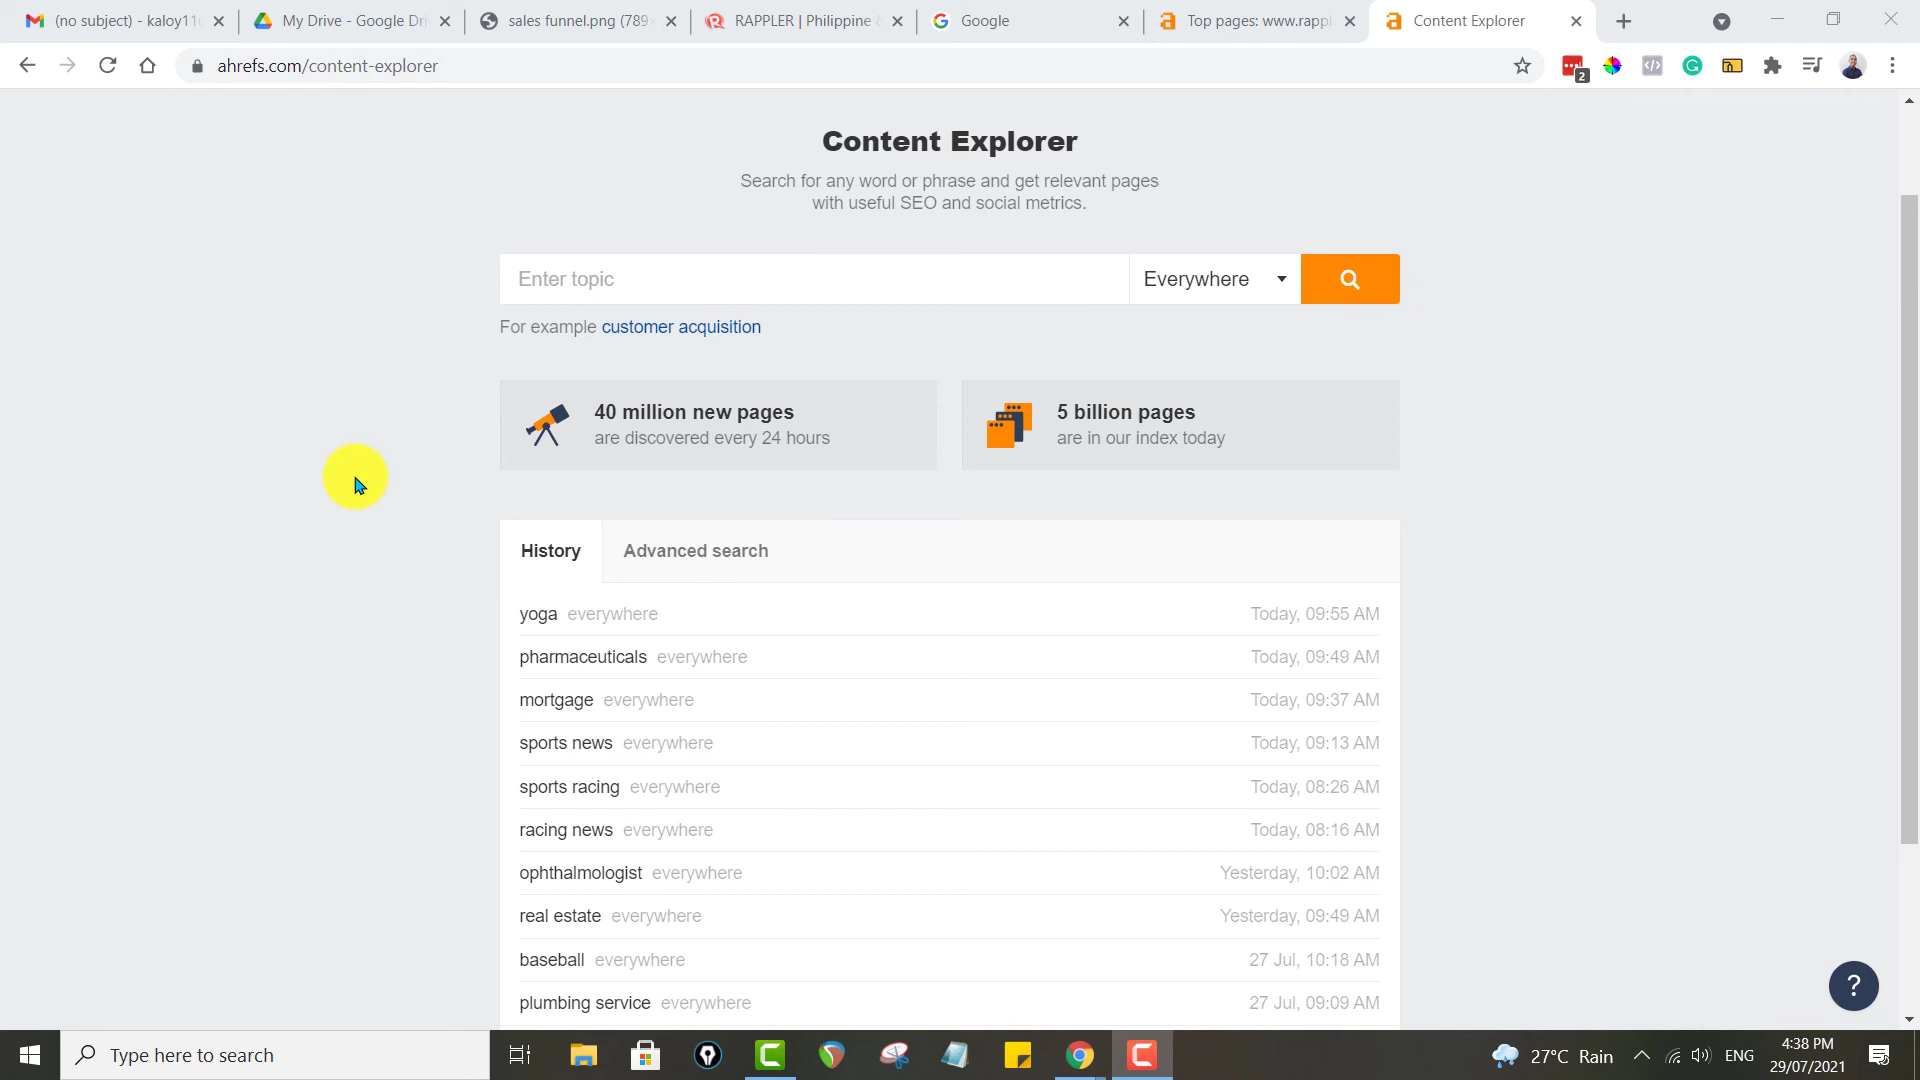 (no subject) - kaloy11
My Drive - Google Dri
sales funnel.png (789
RAPPLER | Philippine
Google
Top pages: www.rappl
Content Explorer
ahrefs.com/content-explorer
2
Content Explorer
Search for any word or phrase and get relevant pages
with useful SEO and social metrics.
Enter topic
Everywhere
For example customer acquisition
40 million new pages
are discovered every 24 hours
5 billion pages
are in our index today
History
Advanced search
yoga everywhere Today, 09:55 AM
pharmaceuticals everywhere Today, 09:49 AM
mortgage everywhere Today, 09:37 AM
sports news everywhere Today, 09:13 AM
sports racing everywhere Today, 08:26 AM
racing news everywhere Today, 08:16 AM
ophthalmologist everywhere Yesterday, 10:02 AM
real estate everywhere Yesterday, 09:49 AM
baseball everywhere 27 Jul, 10:18 AM
plumbing service everywhere 27 Jul, 09:09 AM
?
Type here to search
27°C Rain
ENG
4:38 PM
29/07/2021